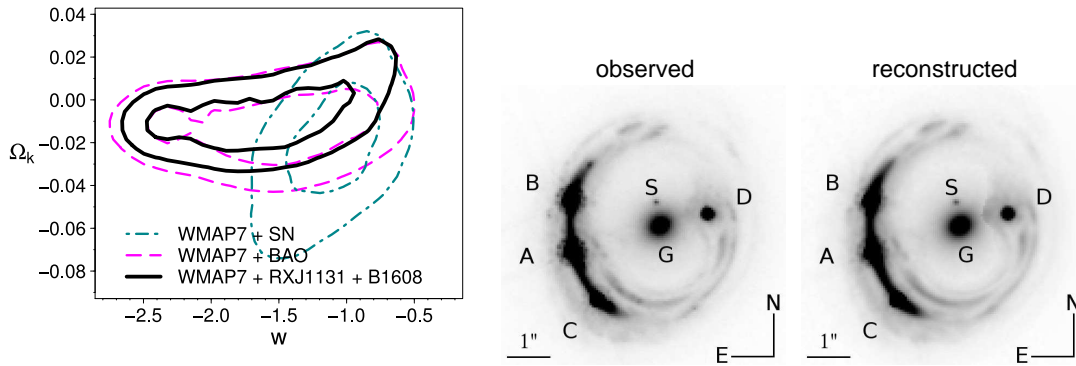 0.04
0.02
0.00
−0.02
−0.04
−0.06
−0.08
Ωk
−2.5 −2.0 −1.5 −1.0 −0.5
w
WMAP7 + SN
WMAP7 + BAO
WMAP7 + RXJ1131 + B1608
observed
B
S
D
A
G
C
1"
N
E
reconstructed
B
S
D
A
G
C
1"
N
E